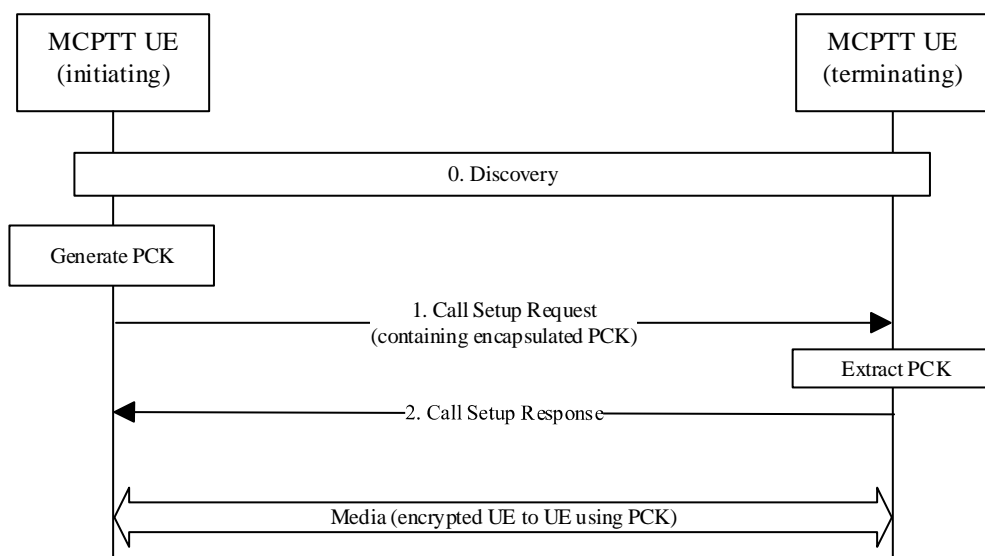 MCPTT UE
(initiating)
MCPTT UE
(terminating)
0. Discovery
Generate PCK
1. Call Setup Request
(containing encapsulated PCK)
Extract PCK
2. Call Setup Response
Media (encrypted UE to UE using PCK)